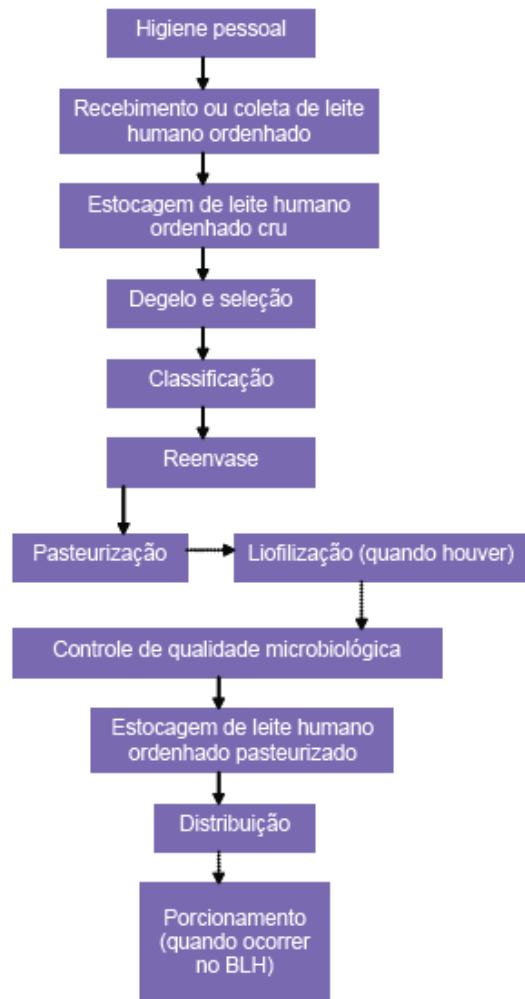 Higiene pessoal
Recebimento ou coleta de leite
humano ordenhado
Estocagem de leite humano
ordenhado cru
Degelo e seleção
Classificação
Reenvase
Pasteurização
Liofilização (quando houver)
Controle de qualidade microbiológica
Estocagem de leite humano
ordenhado pasteurizado
Distribuição
Porcionamento
(quando ocorrer
no BLH)